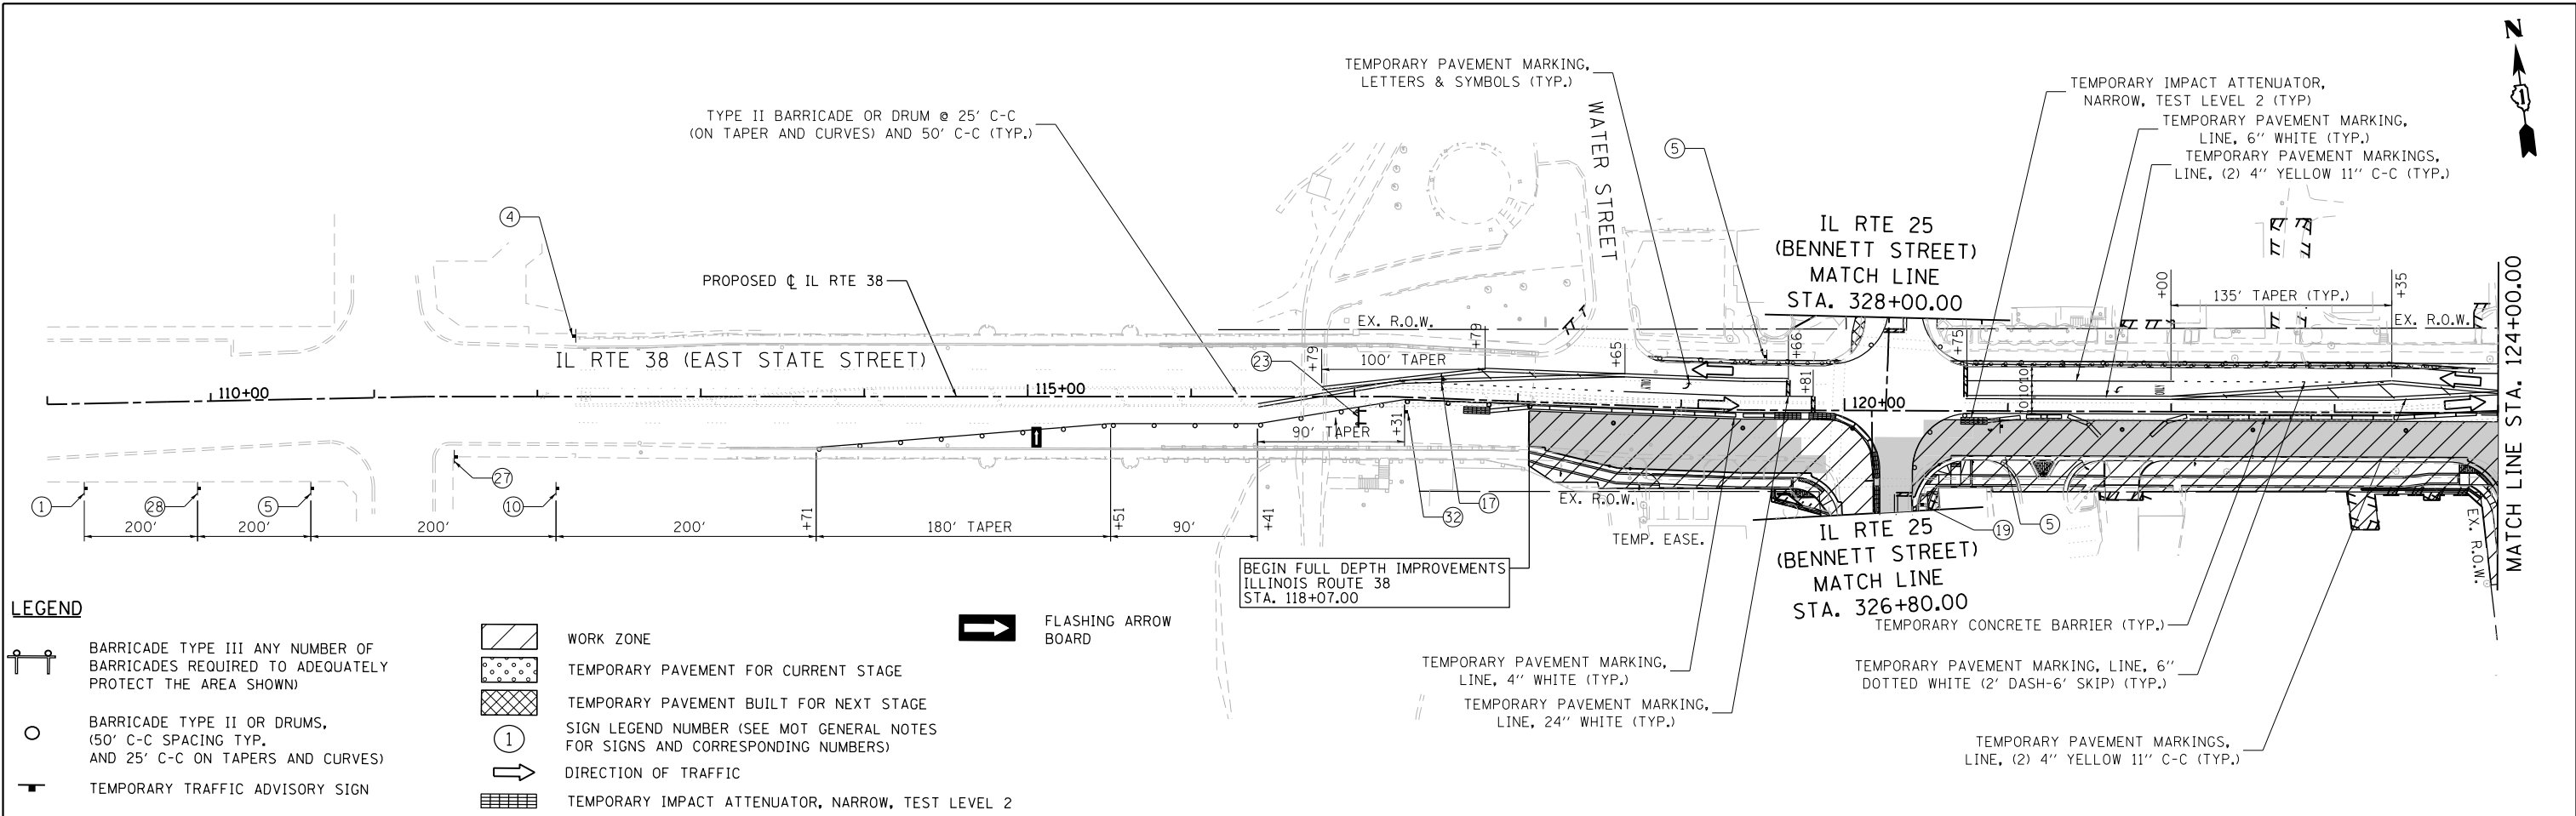 N
1
TEMPORARY PAVEMENT MARKING,
LETTERS & SYMBOLS (TYP.)
TYPE II BARRICADE OR DRUM @ 25' C-C
(ON TAPER AND CURVES) AND 50' C-C (TYP.)
WATER STREET
5
TEMPORARY IMPACT ATTENUATOR,
NARROW, TEST LEVEL 2 (TYP)
TEMPORARY PAVEMENT MARKING,
LINE, 6'' WHITE (TYP.)
TEMPORARY PAVEMENT MARKINGS,
LINE, (2) 4'' YELLOW 11'' C-C (TYP.)
4
PROPOSED ℄ IL RTE 38
IL RTE 25
(BENNETT STREET)
MATCH LINE
STA. 328+00.00
+00
135' TAPER (TYP.)
+35
EX. R.O.W.
EX. R.O.W.
MATCH LINE STA. 124+00.00
IL RTE 38 (EAST STATE STREET)
23
+79
100' TAPER
+79
+65
+66
+81
+75
10
10
10
ONLY
ONLY
110+00
115+00
120+00
90' TAPER
+31
27
1
28
5
10
17
32
EX. R.O.W.
19
5
EX. R.O.W.
200'
200'
200'
200'
+71
180' TAPER
+51
90'
+41
TEMP. EASE.
BEGIN FULL DEPTH IMPROVEMENTS
ILLINOIS ROUTE 38
STA. 118+07.00
IL RTE 25
(BENNETT STREET)
MATCH LINE
STA. 326+80.00
TEMPORARY CONCRETE BARRIER (TYP.)
TEMPORARY PAVEMENT MARKING,
LINE, 4'' WHITE (TYP.)
TEMPORARY PAVEMENT MARKING,
LINE, 24'' WHITE (TYP.)
TEMPORARY PAVEMENT MARKING, LINE, 6''
DOTTED WHITE (2' DASH-6' SKIP) (TYP.)
TEMPORARY PAVEMENT MARKINGS,
LINE, (2) 4'' YELLOW 11'' C-C (TYP.)
LEGEND
BARRICADE TYPE III ANY NUMBER OF
BARRICADES REQUIRED TO ADEQUATELY
PROTECT THE AREA SHOWN)
BARRICADE TYPE II OR DRUMS,
(50' C-C SPACING TYP.
AND 25' C-C ON TAPERS AND CURVES)
TEMPORARY TRAFFIC ADVISORY SIGN
WORK ZONE
TEMPORARY PAVEMENT FOR CURRENT STAGE
TEMPORARY PAVEMENT BUILT FOR NEXT STAGE
1
SIGN LEGEND NUMBER (SEE MOT GENERAL NOTES
FOR SIGNS AND CORRESPONDING NUMBERS)
DIRECTION OF TRAFFIC
TEMPORARY IMPACT ATTENUATOR, NARROW, TEST LEVEL 2
FLASHING ARROW
BOARD